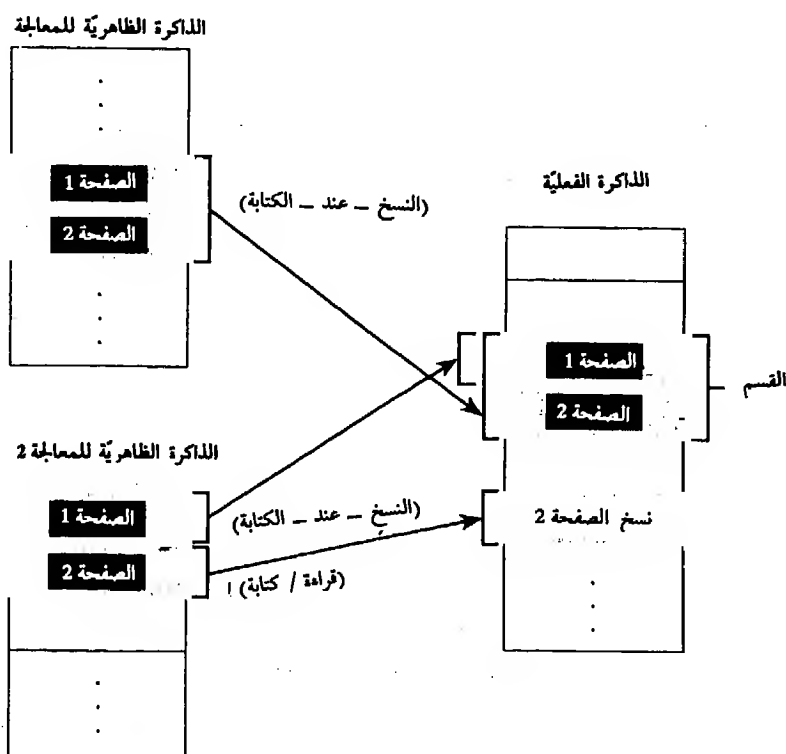 الذاكرة الظاهريّة للمعالجة
الصفحة 1
الصفحة 2
(النسخ - عند - الكتابة)
الذاكرة الفعليّة
الصفحة 1
الصفحة 2
القسم
نسخ الصفحة 2
الذاكرة الظاهريّة للمعالجة 2
الصفحة 1
الصفحة 2
(النسخ - عند - الكتابة)
(قراءة / كتابة)